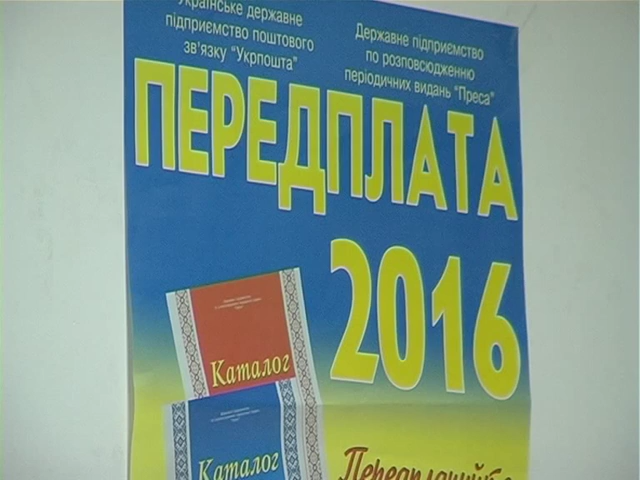 Українське державне
підприємство поштового
зв'язку "Укрпошта"
Державне підприємство
по розповсюдженню
періодичних видань "Преса"
ПЕРЕДПЛАТА
2016
Каталог
Каталог